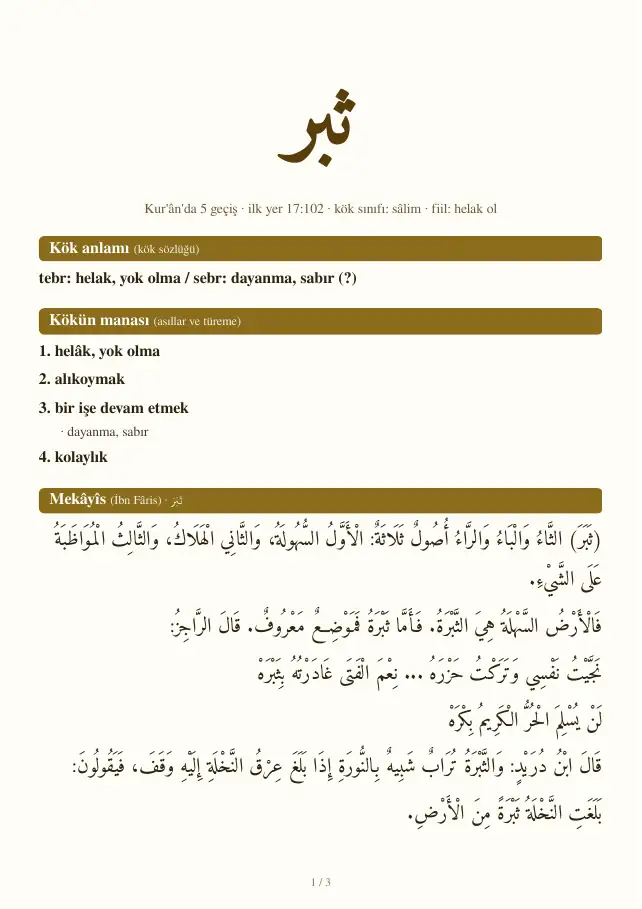 ثبر
Kur'ân'da 5 geçiş · ilk yer 17:102 · kök sınıfı: sâlim · fiil: helak ol
Kök anlamı (kök sözlüğü)
tebr: helak, yok olma / sebr: dayanma, sabır (?)
Kökün manası (asıllar ve türeme)
1. helâk, yok olma
2. alıkoymak
3. bir işe devam etmek
· dayanma, sabır
4. kolaylık
Mekâyîs (İbn Fâris) · ثَبَرَ
(ثَبَرَ) الثَّاءُ وَالْبَاءُ وَالرَّاءُ أُصُولٌ ثَلَاثَةٌ: الْأَوَّلُ السُّهُولَةُ، وَالثَّانِي الْهَلَاكُ، وَالثَّالِثُ الْمُوَاظَبَةُ
عَلَى الشَّيْءِ.
فَالْأَرْضُ السَّهْلَةُ هِيَ الثَّبْرَةُ. فَأَمَّا ثَبْرَةُ فَمَوْضِعٌ مَعْرُوفٌ. قَالَ الرَّاجِزُ:
نَجَّيْتُ نَفْسِي وَتَرَكْتُ حَزْرَهُ ... نِعْمَ الْفَتَى غَادَرْتُهُ بِثَبْرَهْ
لَنْ يُسْلِمَ الْحُرُّ الْكَرِيمُ بِكْرَهْ
قَالَ ابْنُ دُرَيْدٍ: وَالثَّبْرَةُ تُرَابٌ شَبِيهٌ بِالنُّورَةِ إِذَا بَلَغَ عِرْقُ النَّخْلَةِ إِلَيْهِ وَقَفَ، فَيَقُولُونَ:
بَلَغَتِ النَّخْلَةُ ثَبْرَةً مِنَ الْأَرْضِ.
1 / 3